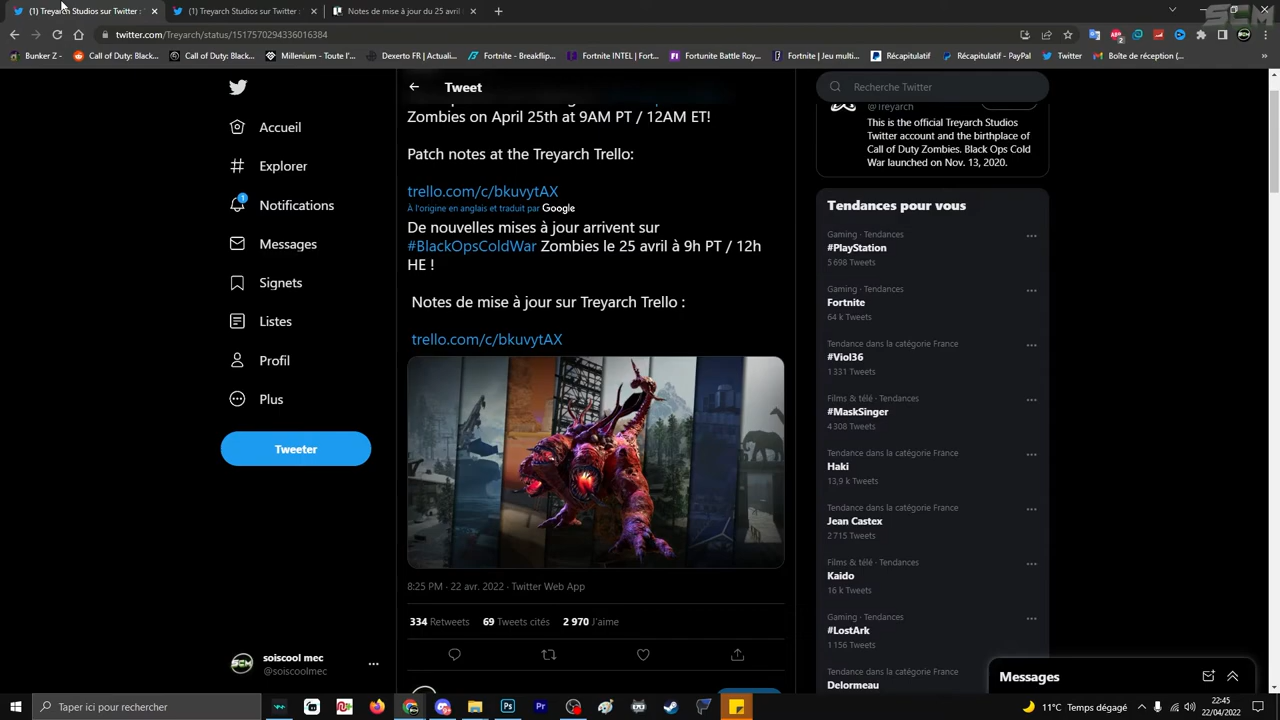 (1) Treyarch Studios sur Twitter :
(1) Treyarch Studios sur Twitter :
Notes de mise à jour du 25 avril
twitter.com/Treyarch/status/1517570294336016384
Bunker Z -
Call of Duty: Black...
Call of Duty: Black...
Millenium - Toute l'...
Dexerto FR | Actual...
Fortnite - Breakflip...
Fortnite INTEL | For...
Fortunite Battle Roy...
Fortnite | Jeu multi...
Récapitulatif - Payp...
Récapitulatif - Payp...
Twitter
Boîte de réception (...
Tweet
Zombies on April 25th at 9AM PT / 12AM ET!
Patch notes at the Treyarch Trello:
trello.com/c/bkuvytAX
À l'origine en anglais et traduit par Google
De nouvelles mises à jour arrivent sur
#BlackOpsColdWar Zombies le 25 avril à 9h PT / 12h
HE !
Notes de mise à jour sur Treyarch Trello :
trello.com/c/bkuvytAX
8:25 PM · 22 avr. 2022 · Twitter Web App
334 Retweets 69 Tweets cités 2 970 J'aime
Accueil
Explorer
1
Notifications
Messages
Signets
Listes
Profil
Plus
Tweeter
SCM
soiscool mec
@soiscoolmec
Recherche Twitter
@Treyarch
This is the official Treyarch Studios
Twitter account and the birthplace of
Call of Duty Zombies. Black Ops Cold
War launched on Nov. 13, 2020.
Tendances pour vous
Gaming · Tendances
#PlayStation
5 698 Tweets
Gaming · Tendances
Fortnite
64 k Tweets
Tendance dans la catégorie France
#Viol36
1 331 Tweets
Films & télé · Tendances
#MaskSinger
4 308 Tweets
Tendance dans la catégorie France
Haki
13,9 k Tweets
Tendance dans la catégorie France
Jean Castex
2 715 Tweets
Films & télé · Tendances
Kaido
16 k Tweets
Gaming · Tendances
#LostArk
1 156 Tweets
Tendance dans la catégorie France
Delormeau
Messages
Taper ici pour rechercher
11°C Temps dégagé
22:45
22/04/2022